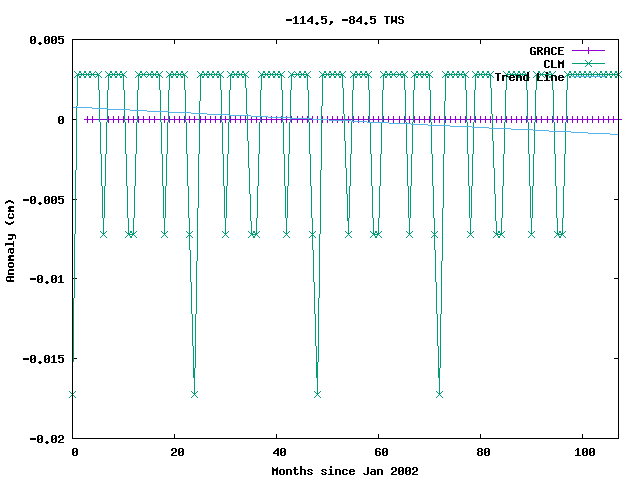 -114.5, -84.5 TWS
GRACE
CLM
Trend Line
0.005
0
-0.005
-0.01
-0.015
-0.02
Anomaly (cm)
0 20 40 60 80 100
Months since Jan 2002